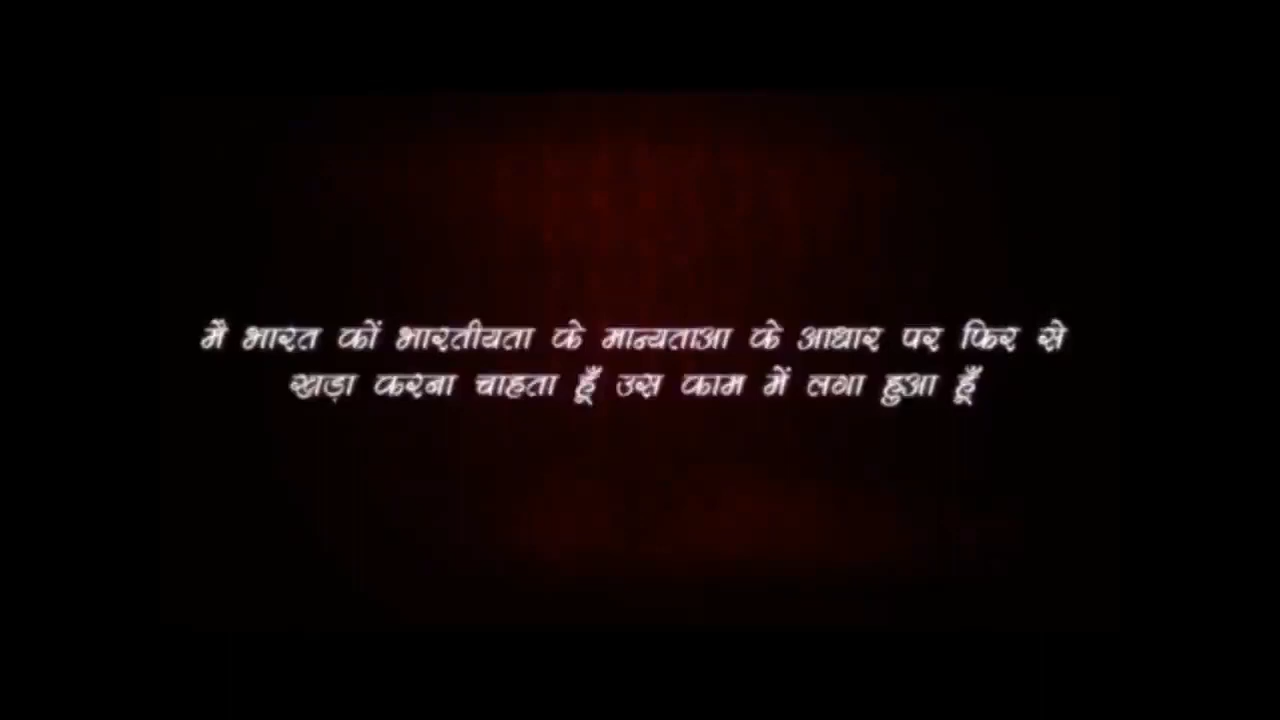 मै भारत कों भारतीयता के मान्यताआ के आधार पर फिर से
खड़ा करना चाहता हूँ उस काम में लगा हुआ हूँ